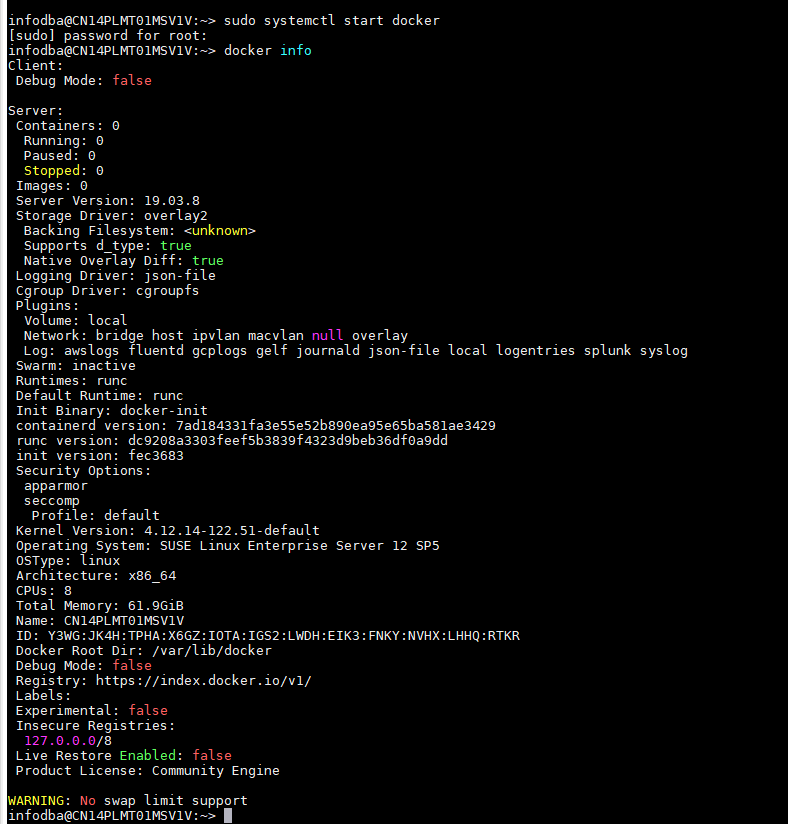 infodba@CN14PLMT01MSV1V:~> sudo systemctl start docker
[sudo] password for root:
infodba@CN14PLMT01MSV1V:~> docker info
Client:
 Debug Mode: false

Server:
 Containers: 0
  Running: 0
  Paused: 0
  Stopped: 0
 Images: 0
 Server Version: 19.03.8
 Storage Driver: overlay2
  Backing Filesystem: <unknown>
  Supports d_type: true
  Native Overlay Diff: true
 Logging Driver: json-file
 Cgroup Driver: cgroupfs
 Plugins:
  Volume: local
  Network: bridge host ipvlan macvlan null overlay
  Log: awslogs fluentd gcplogs gelf journald json-file local logentries splunk syslog
 Swarm: inactive
 Runtimes: runc
 Default Runtime: runc
 Init Binary: docker-init
 containerd version: 7ad184331fa3e55e52b890ea95e65ba581ae3429
 runc version: dc9208a3303feef5b3839f4323d9beb36df0a9dd
 init version: fec3683
 Security Options:
  apparmor
  seccomp
   Profile: default
 Kernel Version: 4.12.14-122.51-default
 Operating System: SUSE Linux Enterprise Server 12 SP5
 OSType: linux
 Architecture: x86_64
 CPUs: 8
 Total Memory: 61.9GiB
 Name: CN14PLMT01MSV1V
 ID: Y3WG:JK4H:TPHA:X6GZ:IOTA:IGS2:LWDH:EIK3:FNKY:NVHX:LHHQ:RTKR
 Docker Root Dir: /var/lib/docker
 Debug Mode: false
 Registry: https://index.docker.io/v1/
 Labels:
 Experimental: false
 Insecure Registries:
  127.0.0.0/8
 Live Restore Enabled: false
 Product License: Community Engine

WARNING: No swap limit support
infodba@CN14PLMT01MSV1V:~>